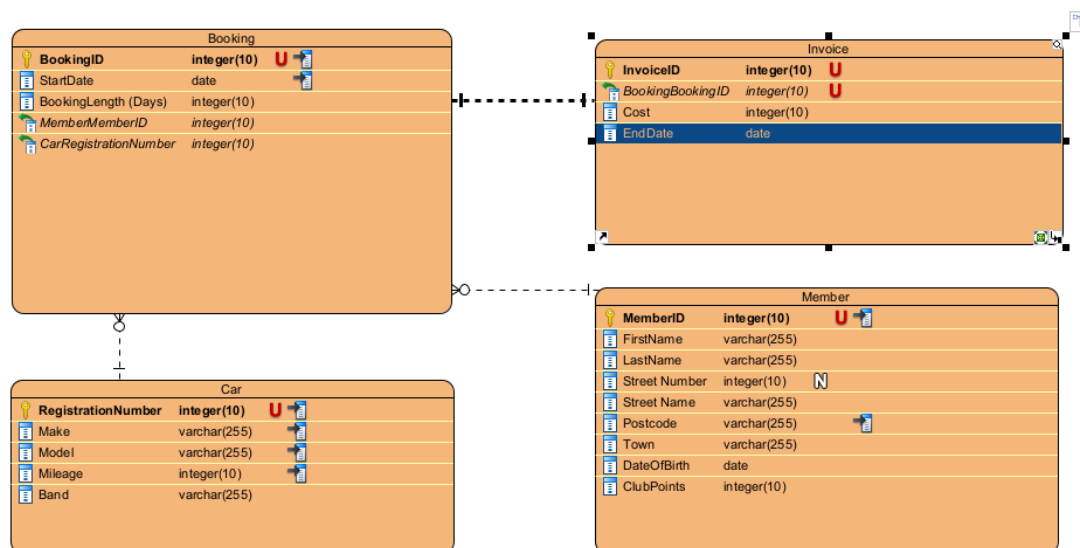 Booking
BookingID integer(10) U
StartDate date
BookingLength (Days) integer(10)
MemberMemberID integer(10)
CarRegistrationNumber integer(10)
Invoice
InvoiceID integer(10) U
BookingBookingID integer(10) U
Cost integer(10)
EndDate date
Member
MemberID integer(10) U
FirstName varchar(255)
LastName varchar(255)
Street Number integer(10) N
Street Name varchar(255)
Postcode varchar(255)
Town varchar(255)
DateOfBirth date
ClubPoints integer(10)
Car
RegistrationNumber integer(10) U
Make varchar(255)
Model varchar(255)
Mileage integer(10)
Band varchar(255)